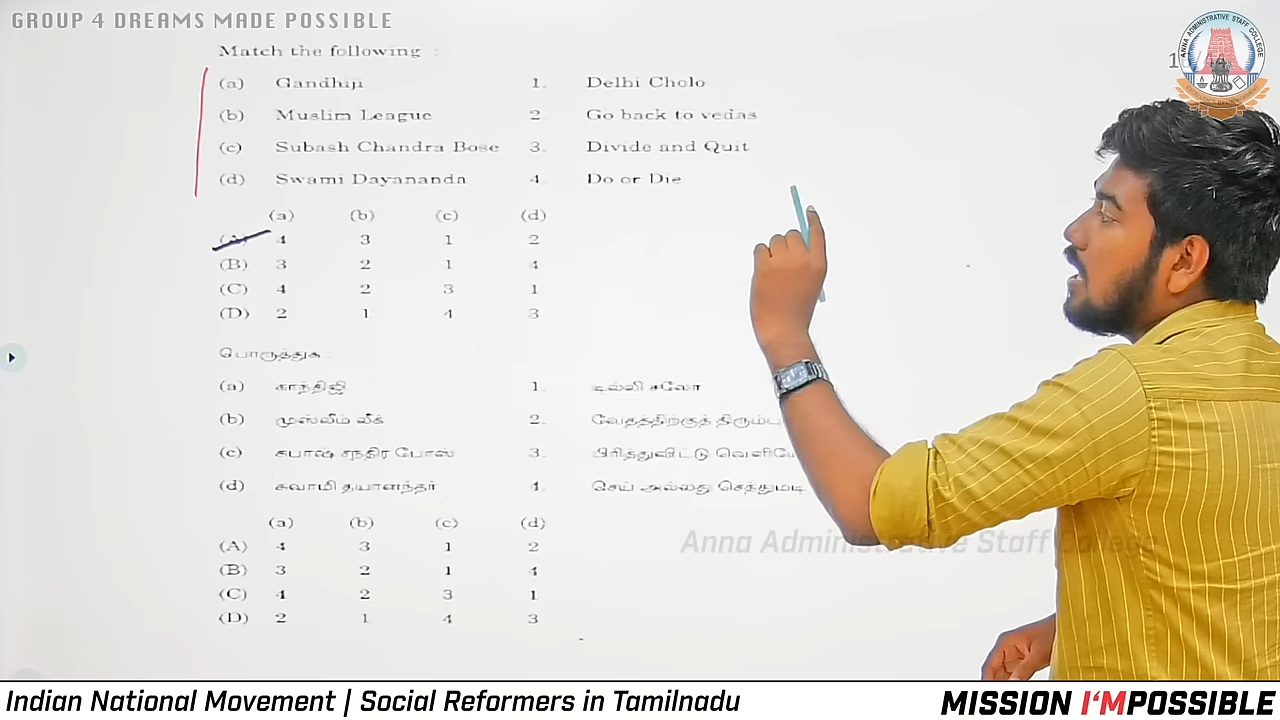 GROUP 4 DREAMS MADE POSSIBLE
ANNA ADMINISTRATIVE STAFF COLLEGE
Match the following :
(a) Gandhiji 1. Delhi Cholo
(b) Muslim League 2. Go back to vedas
(c) Subash Chandra Bose 3. Divide and Quit
(d) Swami Dayananda 4. Do or Die
(a) (b) (c) (d)
(A) 4 3 1 2
(B) 3 2 1 4
(C) 4 2 3 1
(D) 2 1 4 3
பொருத்துக :
(a) காந்திஜி 1. டில்லி சலோ
(b) முஸ்லிம் லீக் 2. வேதத்திற்குத் திரும்பு
(c) சுபாஷ் சந்திர போஸ் 3. பிரித்துவிட்டு
(d) சுவாமி தயானந்தர் 4. செய் அல்லது செத்துமடி
(a) (b) (c) (d)
(A) 4 3 1 2
(B) 3 2 1 4
(C) 4 2 3 1
(D) 2 1 4 3
Anna Administrative Staff College
Indian National Movement | Social Reformers in Tamilnadu
MISSION I'MPOSSIBLE